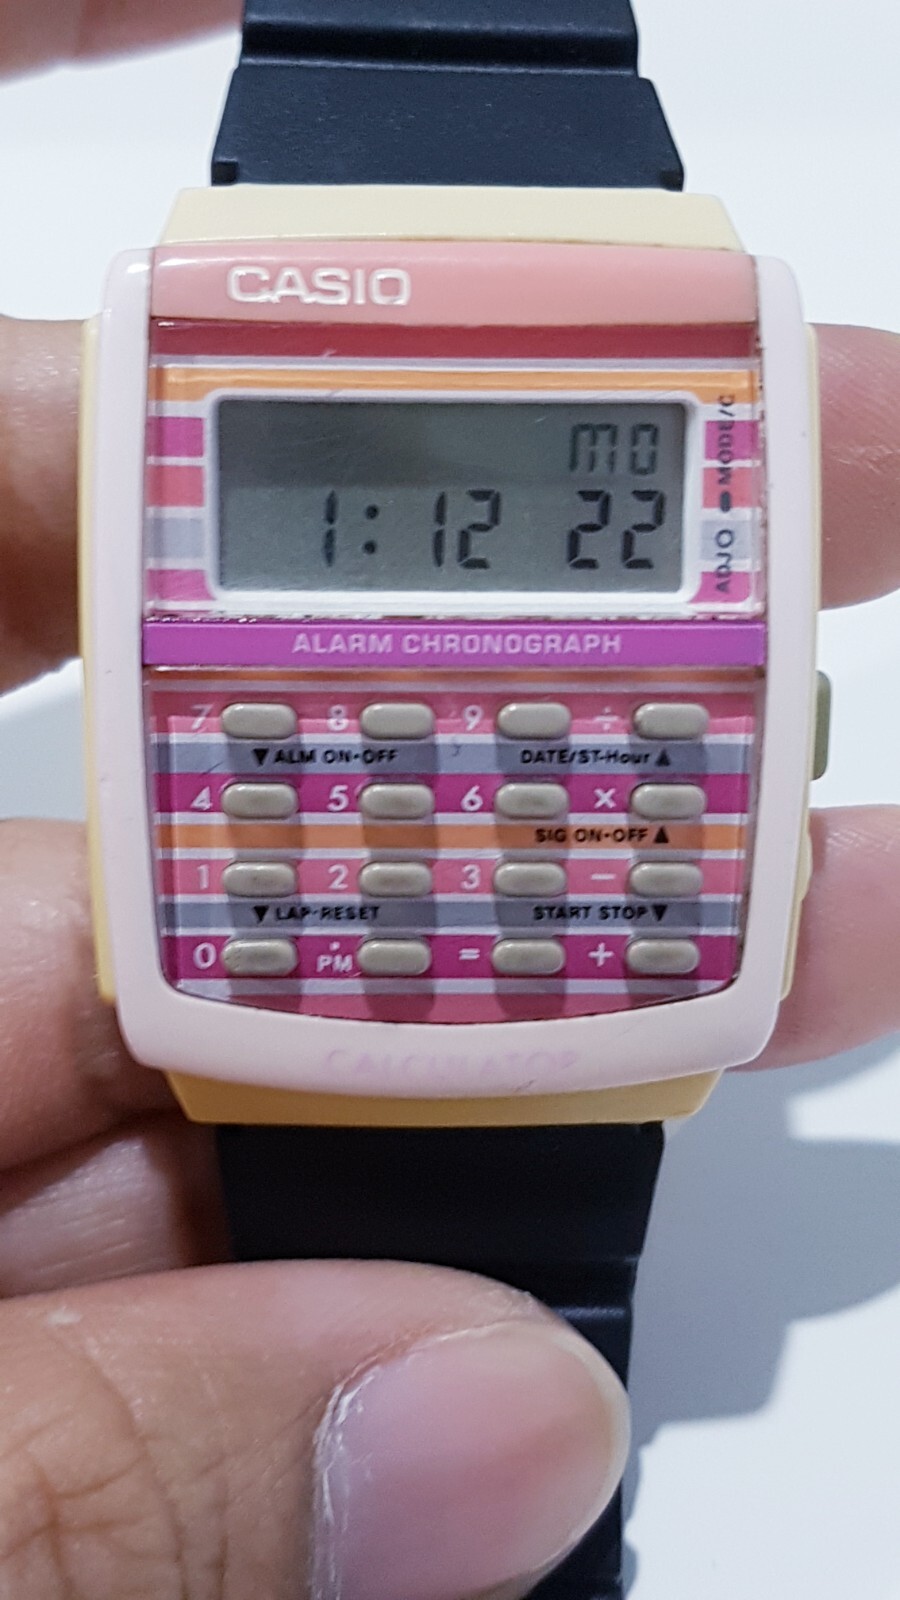 CASIO
MO
1:12 22
ADJ MODE/C
ALARM CHRONOGRAPH
7 8 9 ÷
▼ALM ON·OFF DATE/ST-Hour▲
4 5 6 ×
SIG ON·OFF▲
1 2 3 −
▼LAP·RESET START STOP▼
0 ·PM = +
CALCULATOR